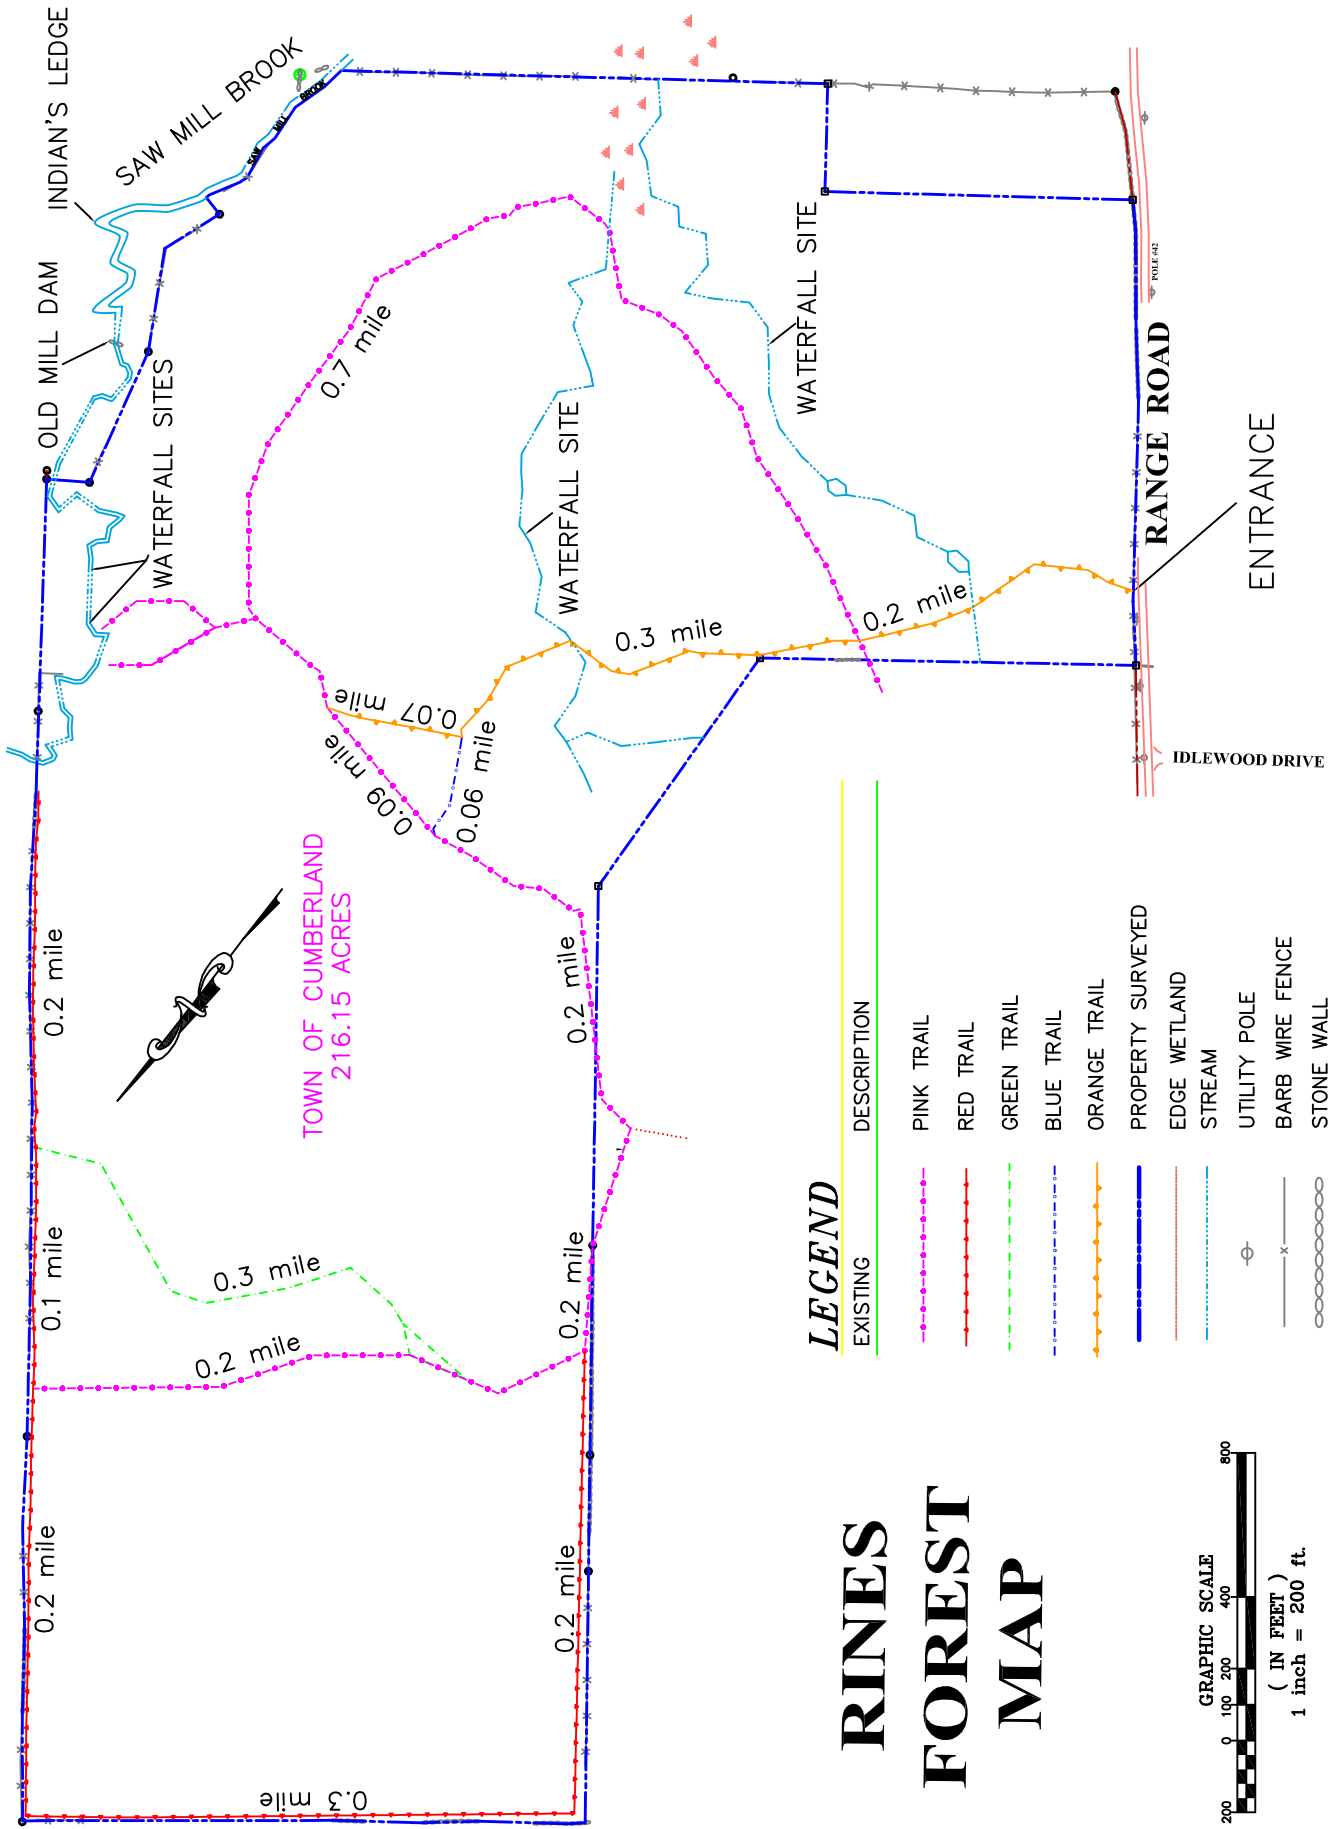 INDIAN'S LEDGE
SAW MILL BROOK
SAW MILL BROOK
OLD MILL DAM
WATERFALL SITES
WATERFALL SITE
WATERFALL SITE
0.7 mile
0.3 mile
0.2 mile
0.07 mile
0.09 mile
0.06 mile
POLE #42
RANGE ROAD
ENTRANCE
IDLEWOOD DRIVE
TOWN OF CUMBERLAND
216.15 ACRES
0.2 mile
0.2 mile
0.1 mile
0.3 mile
0.2 mile
0.2 mile
0.2 mile
0.2 mile
0.3 mile
LEGEND
EXISTING DESCRIPTION
PINK TRAIL
RED TRAIL
GREEN TRAIL
BLUE TRAIL
ORANGE TRAIL
PROPERTY SURVEYED
EDGE WETLAND
STREAM
UTILITY POLE
BARB WIRE FENCE
STONE WALL
RINES
FOREST
MAP
GRAPHIC SCALE
200 0 100 200 400 800
( IN FEET )
1 inch = 200 ft.